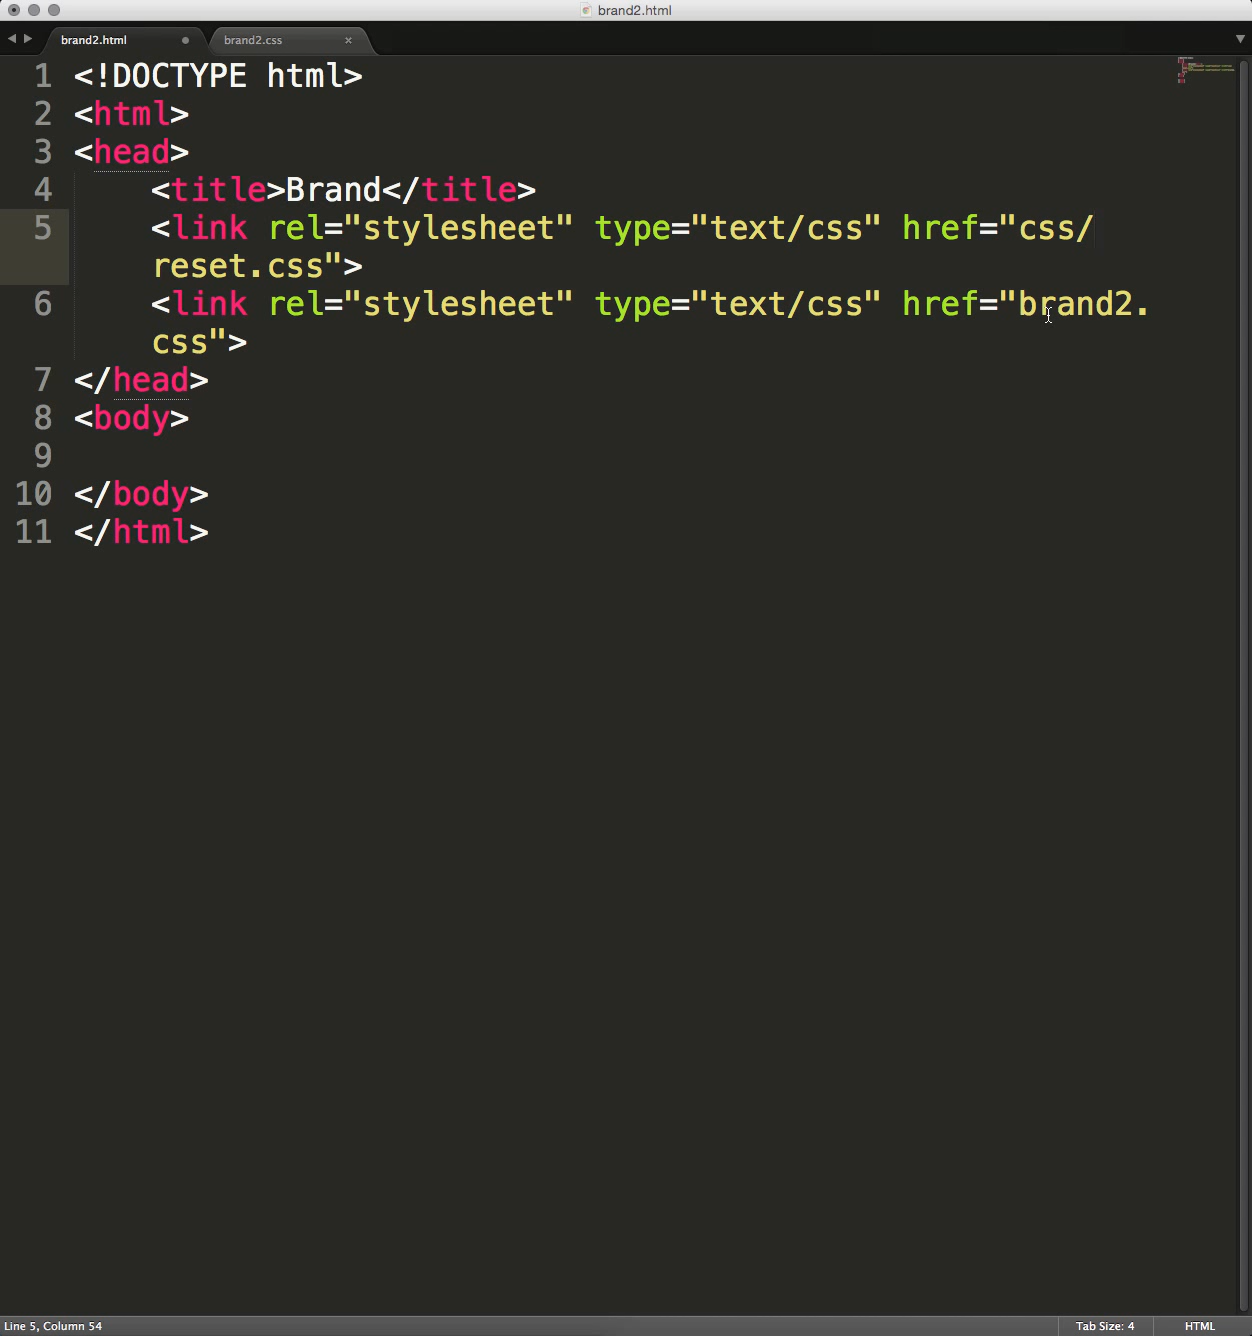 brand2.html
brand2.html
brand2.css
1 <!DOCTYPE html>
2 <html>
3 <head>
4 <title>Brand</title>
5 <link rel="stylesheet" type="text/css" href="css/
reset.css">
6 <link rel="stylesheet" type="text/css" href="brand2.
css">
7 </head>
8 <body>
9
10 </body>
11 </html>
Line 5, Column 54
Tab Size: 4
HTML